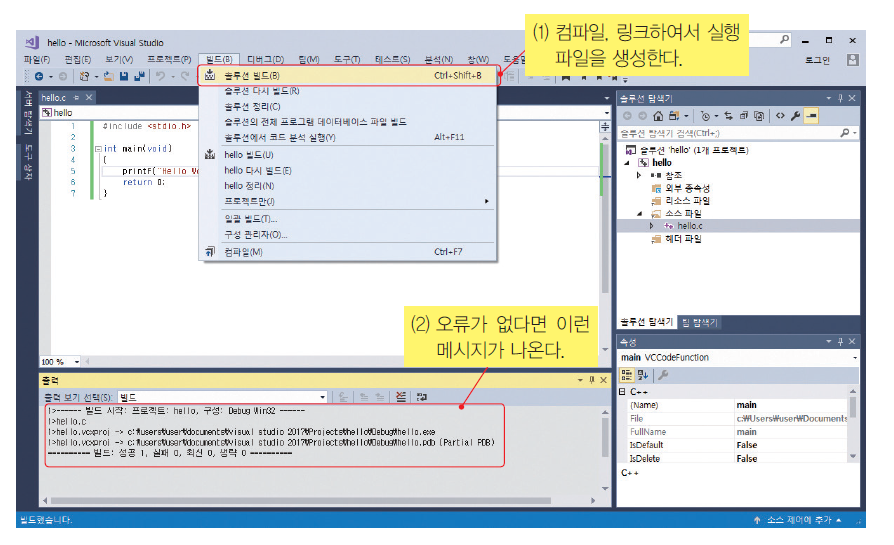 (1) 컴파일, 링크하여서 실행
파일을 생성한다.
hello - Microsoft Visual Studio
파일(F) 편집(E) 보기(V) 프로젝트(P) 빌드(B) 디버그(D) 팀(M) 도구(T) 테스트(S) 분석(N) 창(W) 도움말
로그인
솔루션 빌드(B) Ctrl+Shift+B
솔루션 다시 빌드(R)
솔루션 정리(C)
솔루션의 전체 프로그램 데이터베이스 파일 빌드
솔루션에서 코드 분석 실행(Y) Alt+F11
hello 빌드(U)
hello 다시 빌드(E)
hello 정리(N)
프로젝트만(J)
일괄 빌드(T)...
구성 관리자(O)...
컴파일(M) Ctrl+F7
서버 탐색기
도구 상자
hello.c
hello
1 #include <stdio.h>
2
3 int main(void)
4 {
5 printf("Hello
6 return 0;
7 }
100 %
솔루션 탐색기
솔루션 탐색기 검색(Ctrl+;)
솔루션 'hello' (1개 프로젝트)
hello
참조
외부 종속성
리소스 파일
소스 파일
hello.c
헤더 파일
솔루션 탐색기 팀 탐색기
(2) 오류가 없다면 이런
메시지가 나온다.
속성
main VCCodeFunction
C++
(Name) main
File c:₩Users₩user₩Documents
FullName main
IsDefault False
IsDelete False
C++
출력
출력 보기 선택(S): 빌드
1>------ 빌드 시작: 프로젝트: hello, 구성: Debug Win32 ------
1>hello.c
1>hello.vcxproj -> c:₩users₩user₩documents₩visual studio 2017₩Projects₩hello₩Debug₩hello.exe
1>hello.vcxproj -> c:₩users₩user₩documents₩visual studio 2017₩Projects₩hello₩Debug₩hello.pdb (Partial PDB)
========== 빌드: 성공 1, 실패 0, 최신 0, 생략 0 ==========
빌드했습니다.
소스 제어에 추가